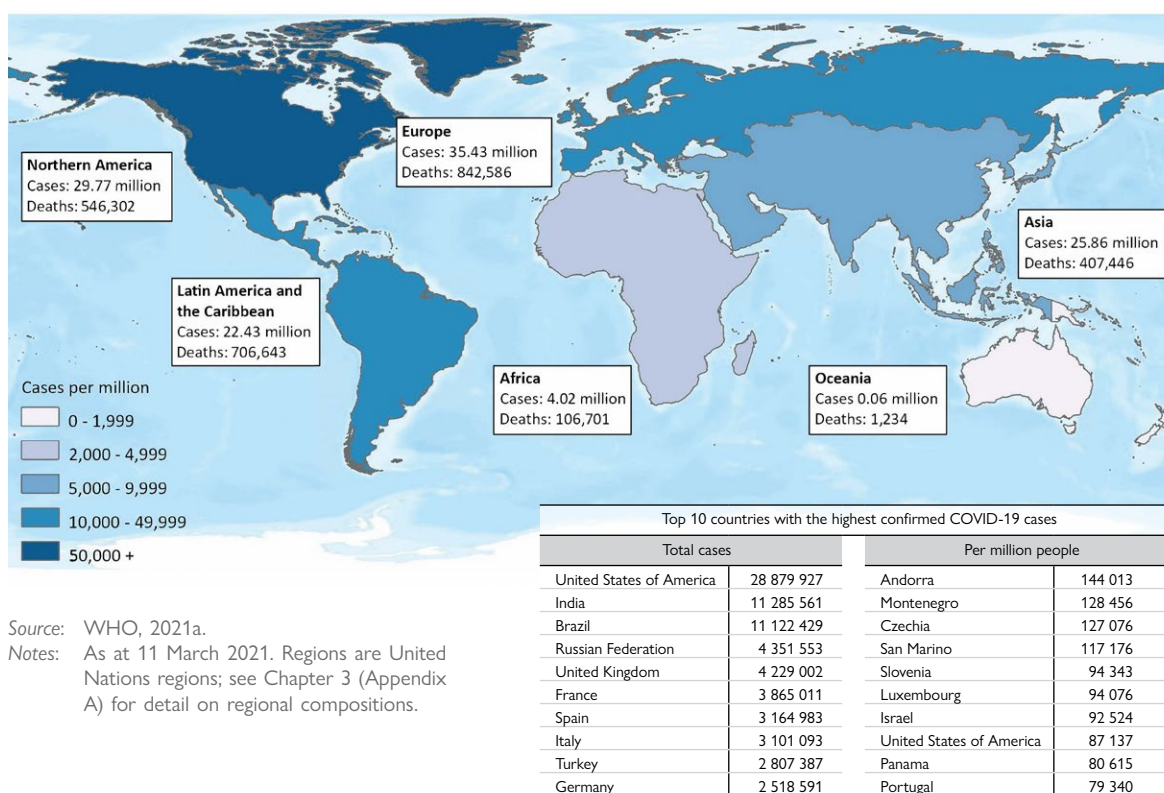 Europe
Cases: 35.43 million
Deaths: 842,586
Northern America
Cases: 29.77 million
Deaths: 546,302
Asia
Cases: 25.86 million
Deaths: 407,446
Latin America and
the Caribbean
Cases: 22.43 million
Deaths: 706,643
Africa
Cases: 4.02 million
Deaths: 106,701
Oceania
Cases 0.06 million
Deaths: 1,234
Cases per million
0 - 1,999
2,000 - 4,999
5,000 - 9,999
10,000 - 49,999
50,000 +
Top 10 countries with the highest confirmed COVID-19 cases
Total cases Per million people
United States of America 28 879 927 Andorra 144 013
India 11 285 561 Montenegro 128 456
Brazil 11 122 429 Czechia 127 076
Russian Federation 4 351 553 San Marino 117 176
United Kingdom 4 229 002 Slovenia 94 343
France 3 865 011 Luxembourg 94 076
Spain 3 164 983 Israel 92 524
Italy 3 101 093 United States of America 87 137
Turkey 2 807 387 Panama 80 615
Germany 2 518 591 Portugal 79 340
Source: WHO, 2021a.
Notes: As at 11 March 2021. Regions are United
Nations regions; see Chapter 3 (Appendix
A) for detail on regional compositions.